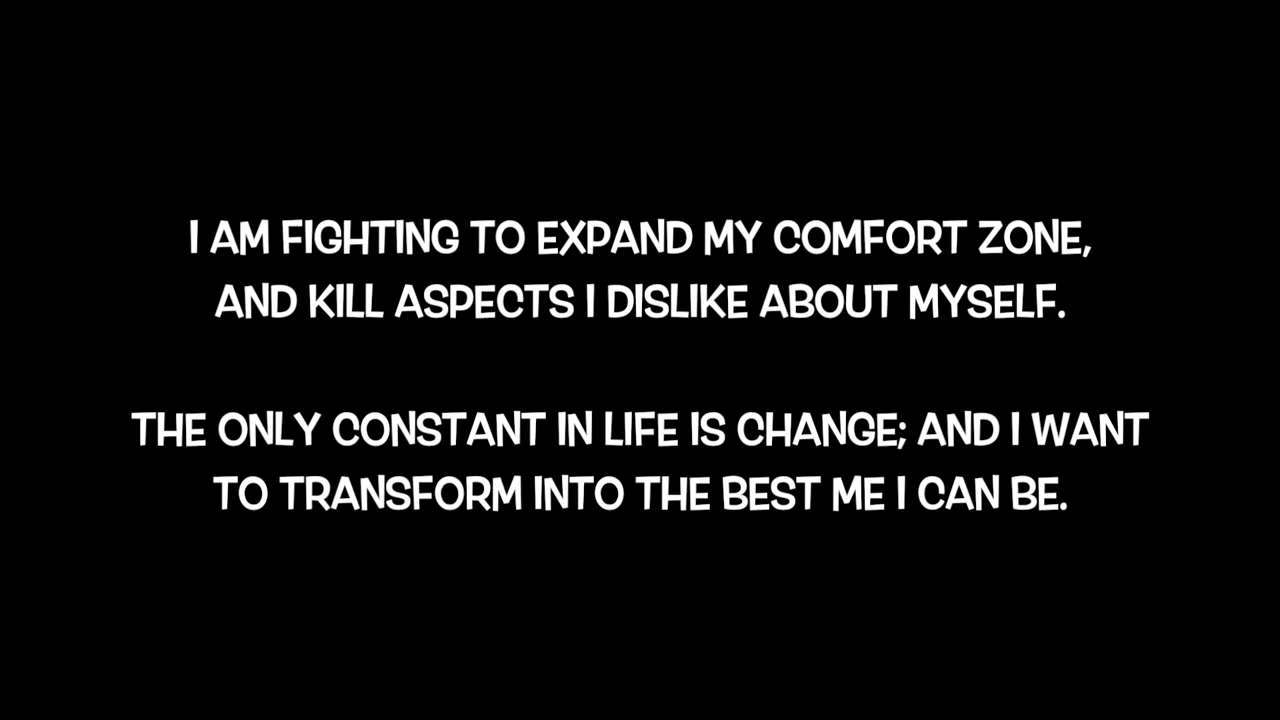 I AM FIGHTING TO EXPAND MY COMFORT ZONE,
AND KILL ASPECTS I DISLIKE ABOUT MYSELF.
THE ONLY CONSTANT IN LIFE IS CHANGE; AND I WANT
TO TRANSFORM INTO THE BEST ME I CAN BE.